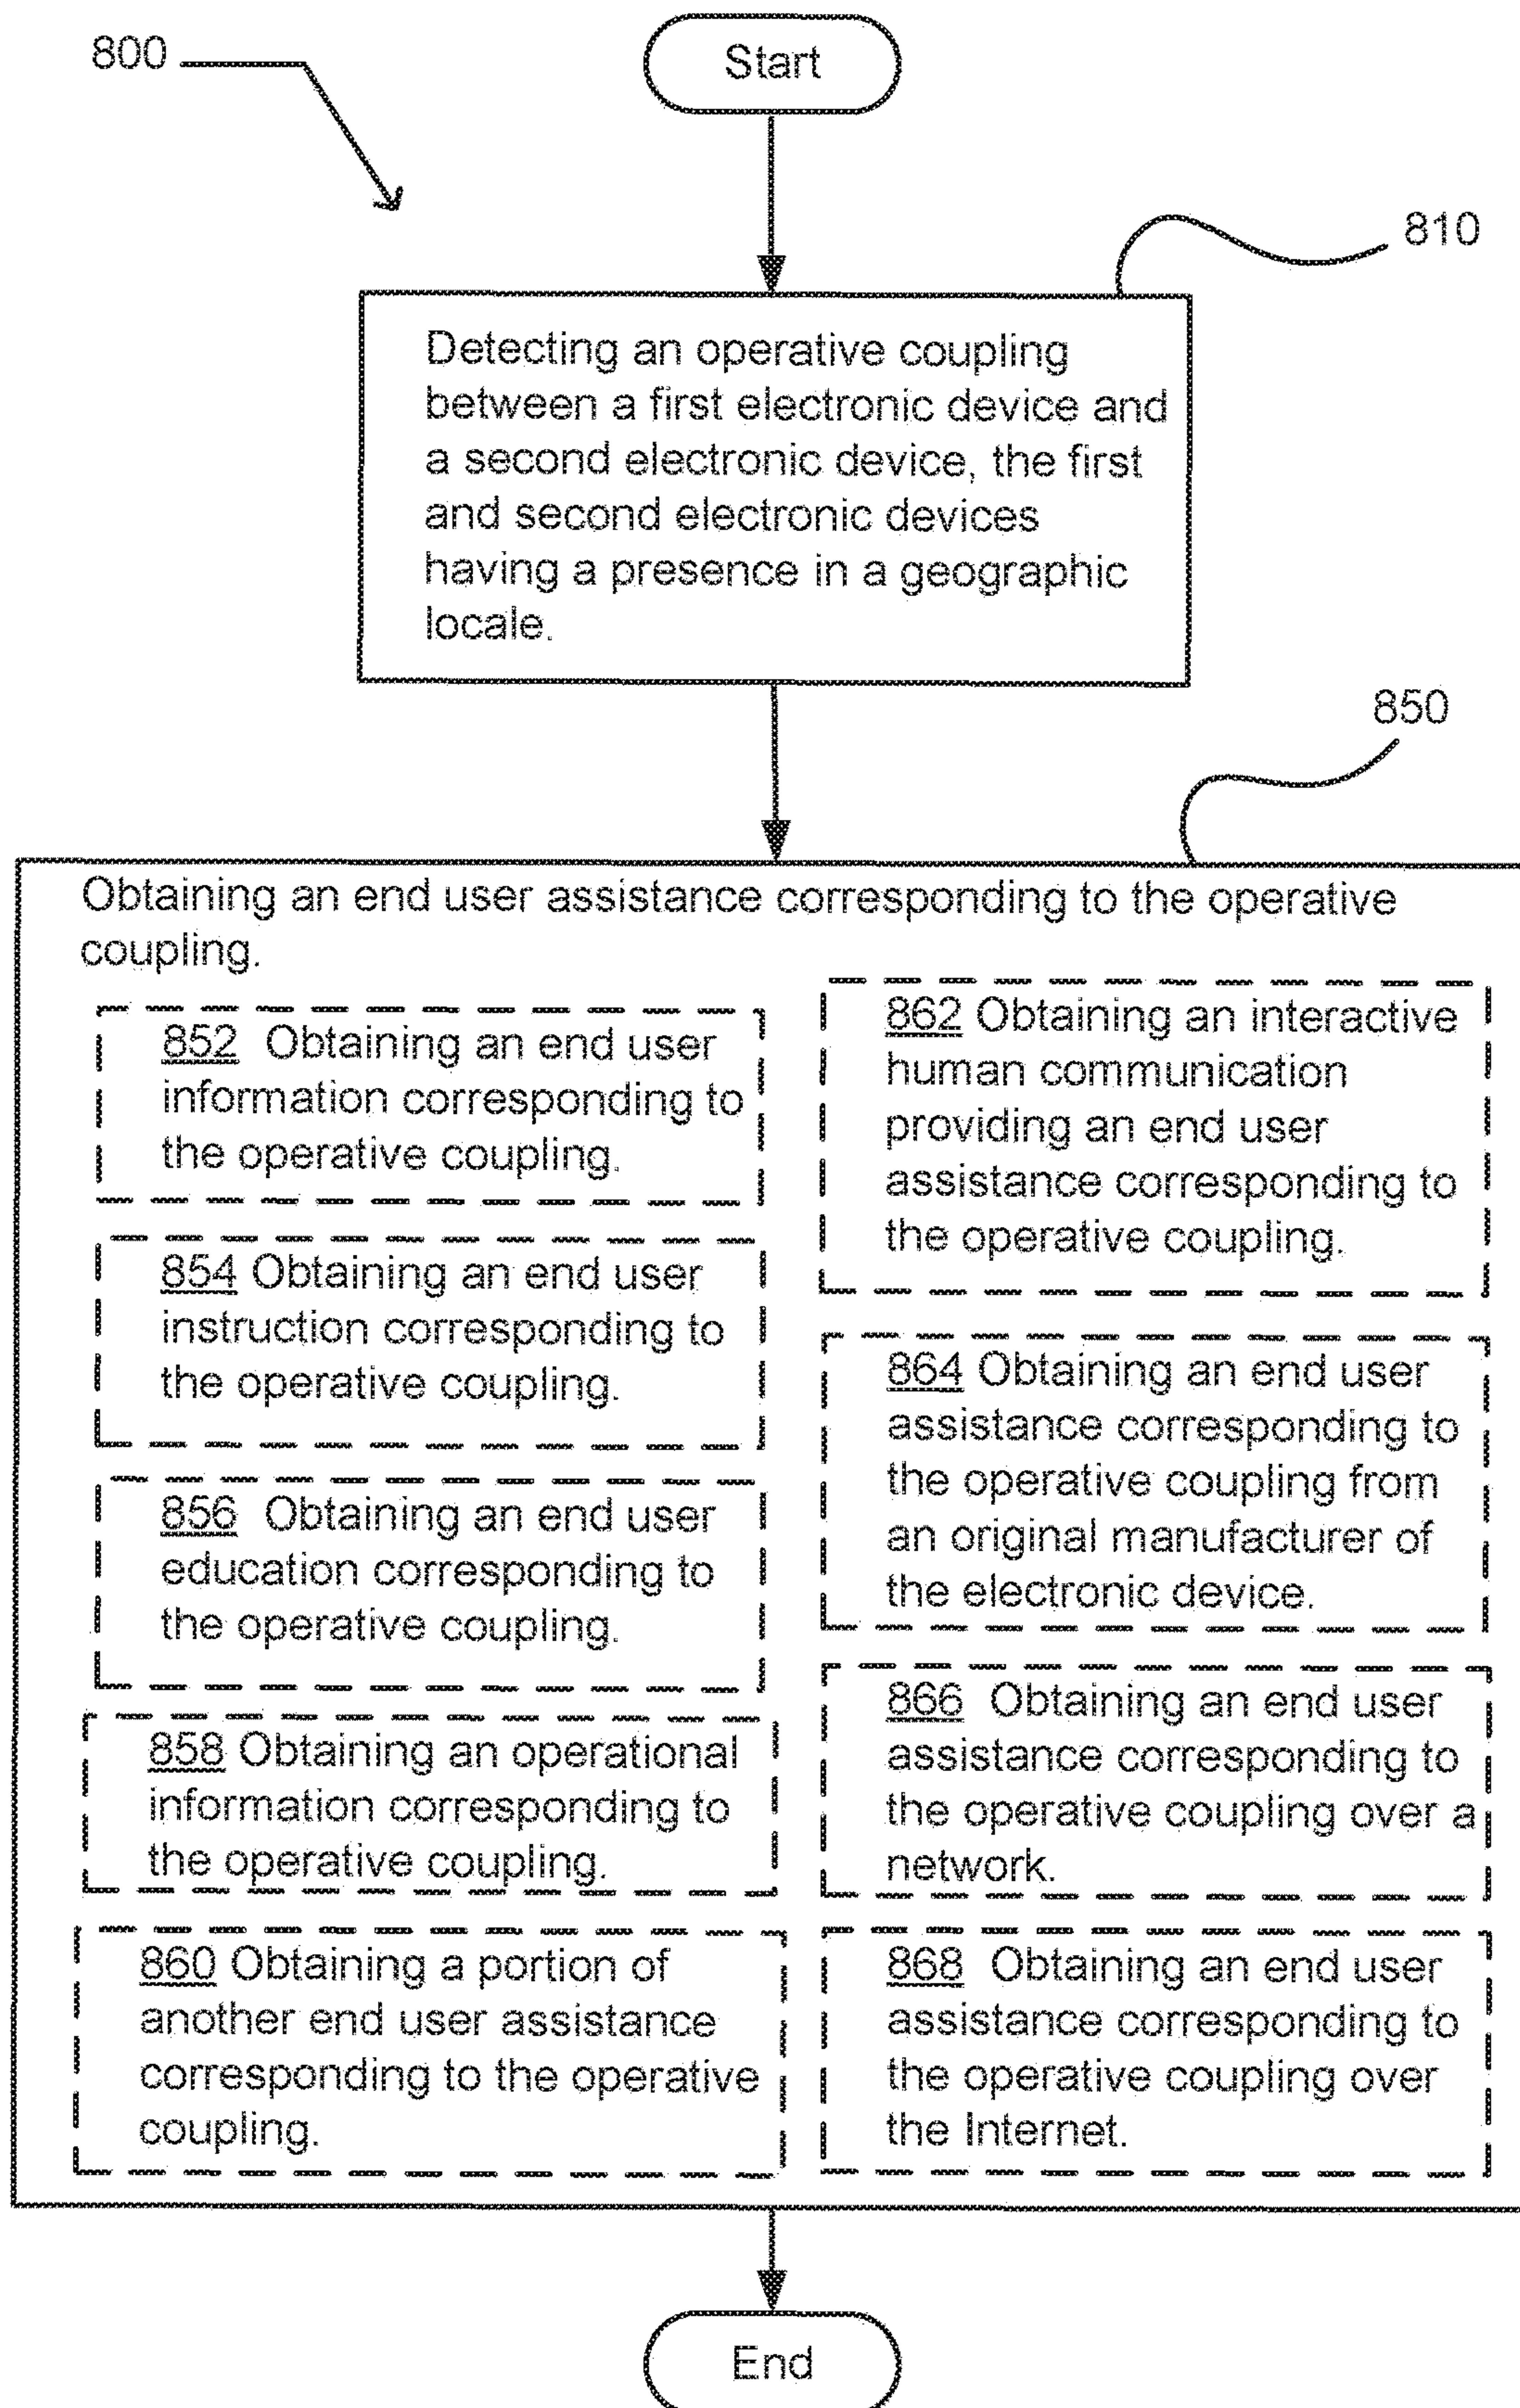 800
Start
810
Detecting an operative coupling
between a first electronic device and
a second electronic device, the first
and second electronic devices
having a presence in a geographic
locale.
850
Obtaining an end user assistance corresponding to the operative
coupling.
852 Obtaining an end user
information corresponding to
the operative coupling.
854 Obtaining an end user
instruction corresponding to
the operative coupling.
856 Obtaining an end user
education corresponding to
the operative coupling.
858 Obtaining an operational
information corresponding to
the operative coupling.
860 Obtaining a portion of
another end user assistance
corresponding to the operative
coupling.
862 Obtaining an interactive
human communication
providing an end user
assistance corresponding to
the operative coupling.
864 Obtaining an end user
assistance corresponding to
the operative coupling from
an original manufacturer of
the electronic device.
866 Obtaining an end user
assistance corresponding to
the operative coupling over a
network.
868 Obtaining an end user
assistance corresponding to
the operative coupling over
the Internet.
End